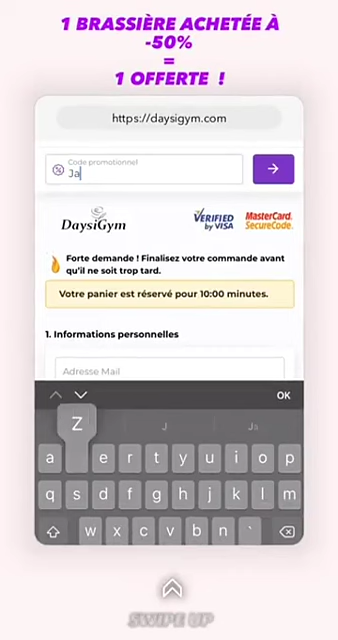 1 BRASSIÈRE ACHETÉE À
-50%
=
1 OFFERTE !
https://daysigym.com
Code promotionnel
Ja
DaysiGym
VERIFIED
by VISA
MasterCard.
SecureCode.
Forte demande ! Finalisez votre commande avant
qu'il ne soit trop tard.
Votre panier est réservé pour 10:00 minutes.
1. Informations personnelles
Adresse Mail
OK
Z
J
Ja
a e r t y u i o p
q s d f g h j k l m
w x c v b n `
SWIPE UP